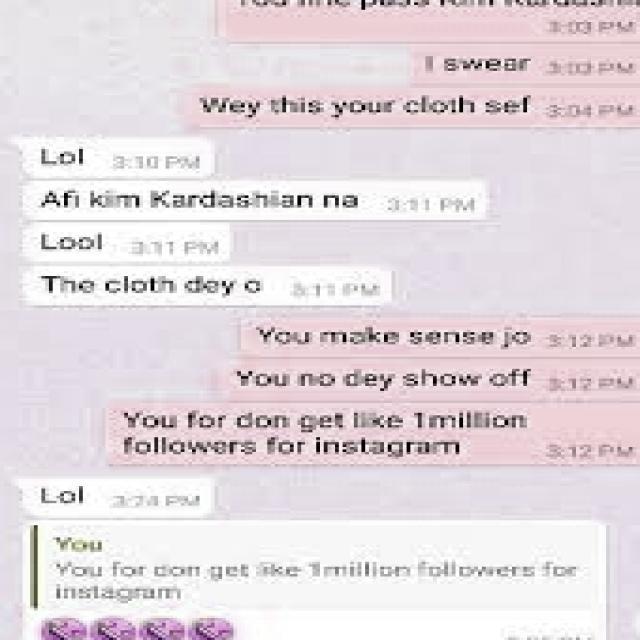 You fine pass Kim Kardashi
3:03 PM
I swear 3:03 PM
Wey this your cloth sef 3:04 PM
Lol 3:10 PM
Afi kim Kardashian na 3:11 PM
Lool 3:11 PM
The cloth dey o 3:11 PM
You make sense jo 3:12 PM
You no dey show off 3:12 PM
You for don get like 1million
followers for instagram 3:12 PM
Lol 3:24 PM
You
You for don get like 1million followers for
instagram